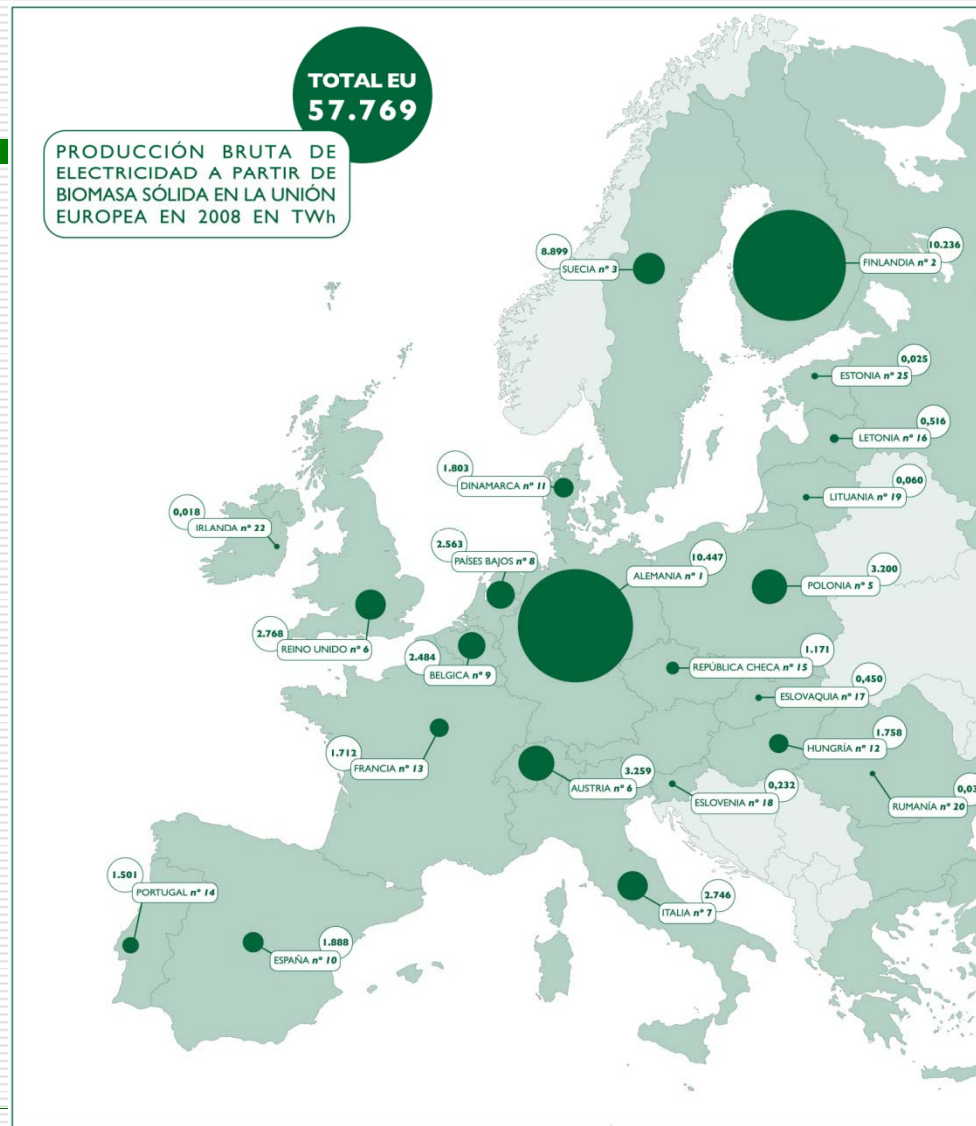 TOTAL EU
57.769
PRODUCCIÓN BRUTA DE
ELECTRICIDAD A PARTIR DE
BIOMASA SÓLIDA EN LA UNIÓN
EUROPEA EN 2008 EN TWh
8.899
SUECIA nº 3
10.236
FINLANDIA nº 2
0,025
ESTONIA nº 25
0,516
LETONIA nº 16
0,060
LITUANIA nº 19
1.803
DINAMARCA nº 11
0,018
IRLANDA nº 22
2.563
PAÍSES BAJOS nº 8
10.447
ALEMANIA nº 1
3.200
POLONIA nº 5
2.768
REINO UNIDO nº 6
2.484
BELGICA nº 9
1.171
REPÚBLICA CHECA nº 15
0,450
ESLOVAQUIA nº 17
1.758
HUNGRÍA nº 12
1.712
FRANCIA nº 13
3.259
AUSTRIA nº 6
0,232
ESLOVENIA nº 18
RUMANÍA nº 20
1.501
PORTUGAL nº 14
1.888
ESPAÑA nº 10
2.746
ITALIA nº 7